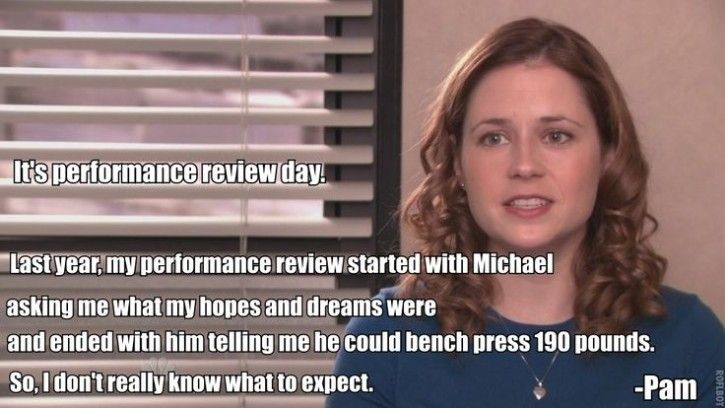 It's performance review day.
Last year, my performance review started with Michael
asking me what my hopes and dreams were
and ended with him telling me he could bench press 190 pounds.
So, I don't really know what to expect.
-Pam